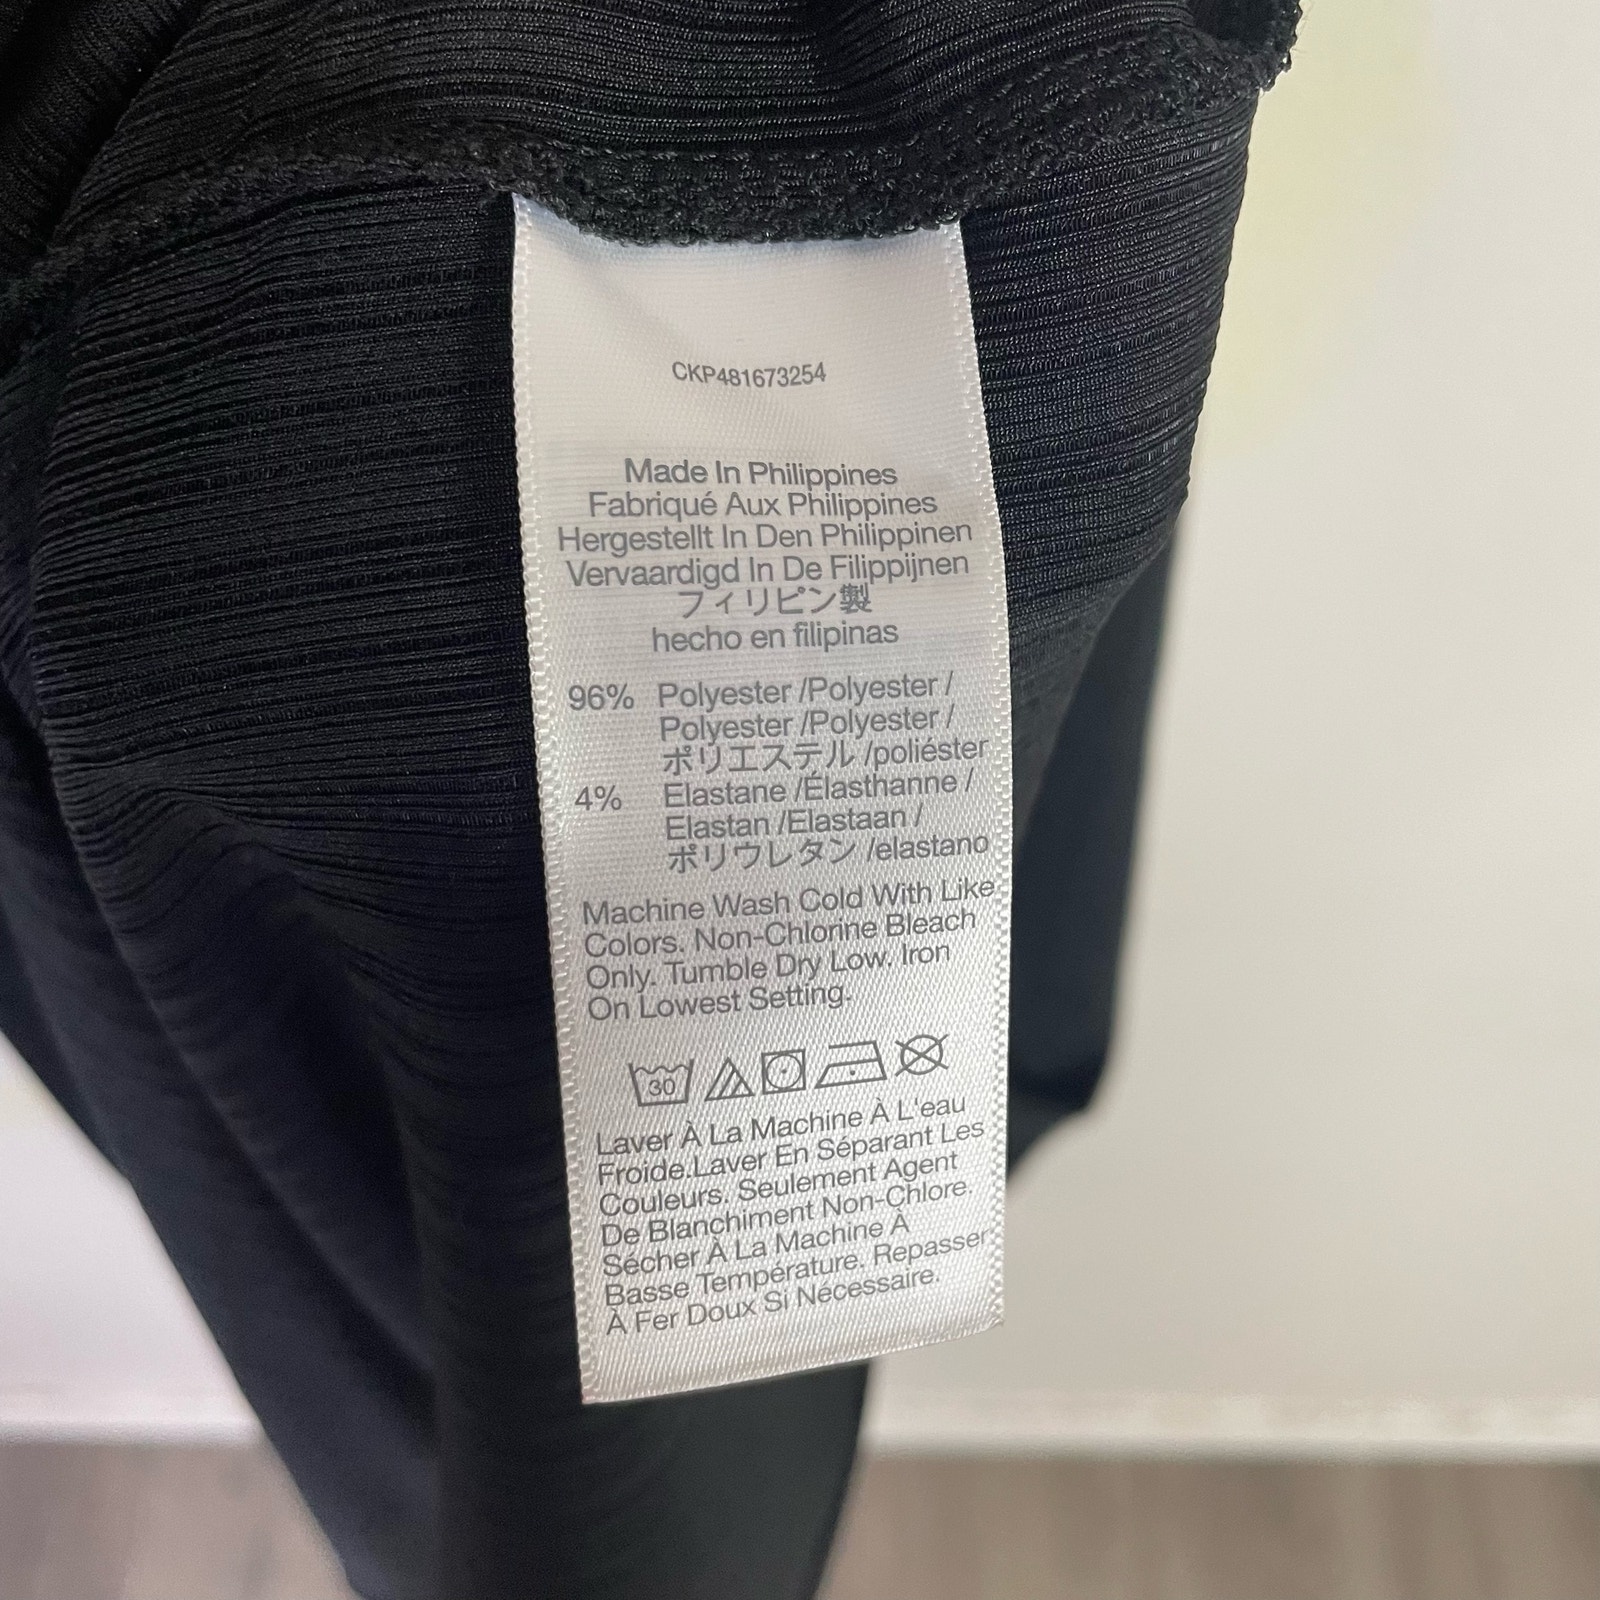 CKP481673254
Made In Philippines
Fabriqué Aux Philippines
Hergestellt In Den Philippinen
Vervaardigd In De Filippijnen
フィリピン製
hecho en filipinas
96% Polyester /Polyester /
Polyester /Polyester /
ポリエステル /poliéster
4% Elastane /Élasthanne /
Elastan /Elastaan /
ポリウレタン /elastano
Machine Wash Cold With Like
Colors. Non-Chlorine Bleach
Only. Tumble Dry Low. Iron
On Lowest Setting.
30
Laver À La Machine À L'eau
Froide.Laver En Séparant Les
Couleurs. Seulement Agent
De Blanchiment Non-Chlore.
Sécher À La Machine À
Basse Température. Repasser
À Fer Doux Si Nécessaire.